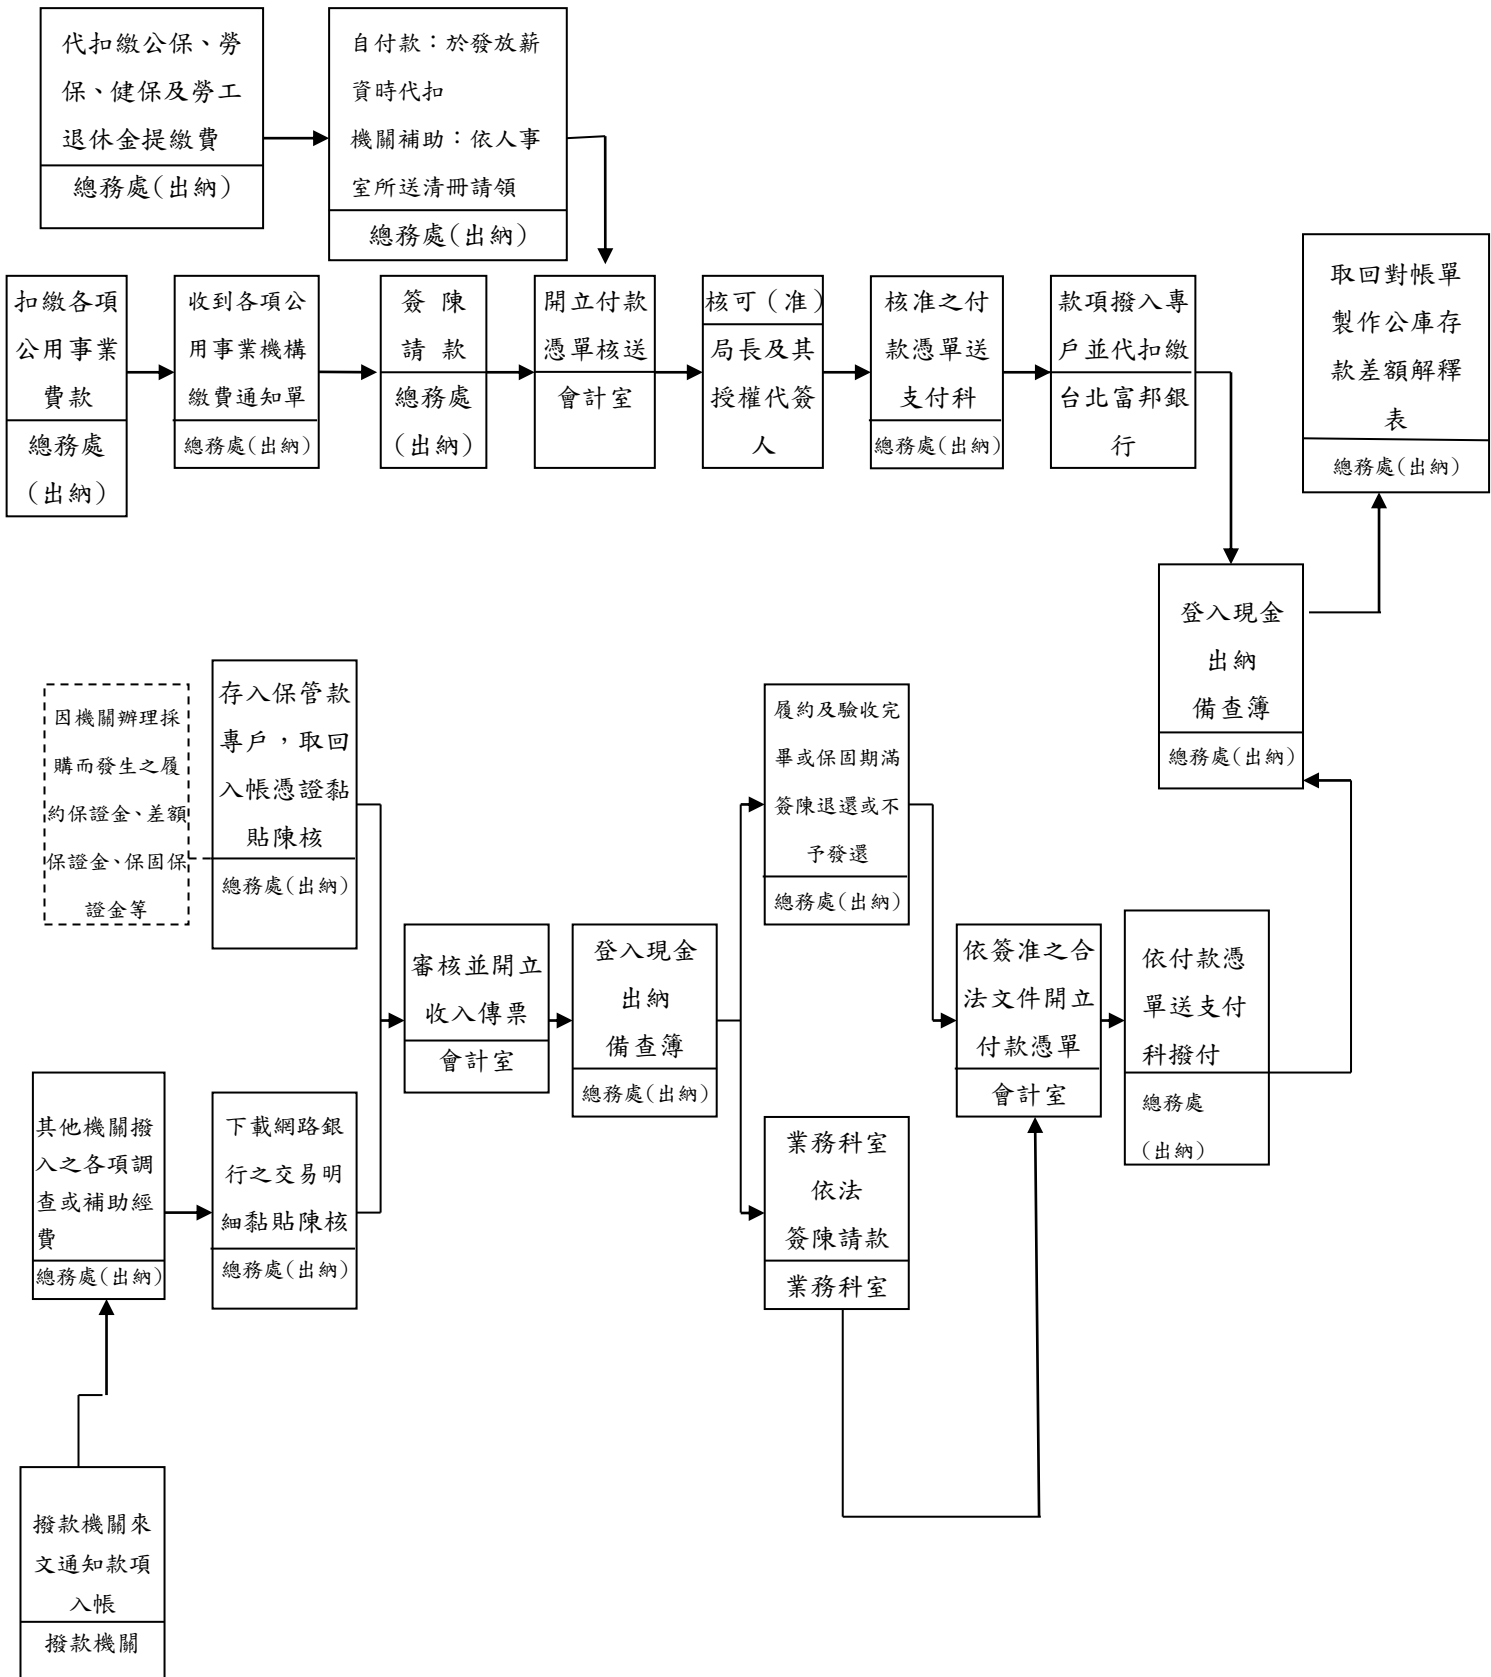 代扣繳公保、勞
保、健保及勞工
退休金提繳費
總務處(出納)
自付款：於發放薪
資時代扣
機關補助：依人事
室所送清冊請領
總務處(出納)
扣繳各項
公用事業
費款
總務處
(出納)
收到各項公
用事業機構
繳費通知單
總務處(出納)
簽 陳
請 款
總務處
(出納)
開立付款
憑單核送
會計室
核可（准）
局長及其
授權代簽
人
核准之付
款憑單送
支付科
總務處(出納)
款項撥入專
戶並代扣繳
台北富邦銀
行
取回對帳單
製作公庫存
款差額解釋
表
總務處(出納)
登入現金
出納
備查簿
總務處(出納)
因機關辦理採
購而發生之履
約保證金、差額
保證金、保固保
證金等
存入保管款
專戶，取回
入帳憑證黏
貼陳核
總務處(出納)
履約及驗收完
畢或保固期滿
簽陳退還或不
予發還
總務處(出納)
審核並開立
收入傳票
會計室
登入現金
出納
備查簿
總務處(出納)
依簽准之合
法文件開立
付款憑單
會計室
依付款憑
單送支付
科撥付
總務處
(出納)
其他機關撥
入之各項調
查或補助經
費
總務處(出納)
下載網路銀
行之交易明
細黏貼陳核
總務處(出納)
業務科室
依法
簽陳請款
業務科室
撥款機關來
文通知款項
入帳
撥款機關